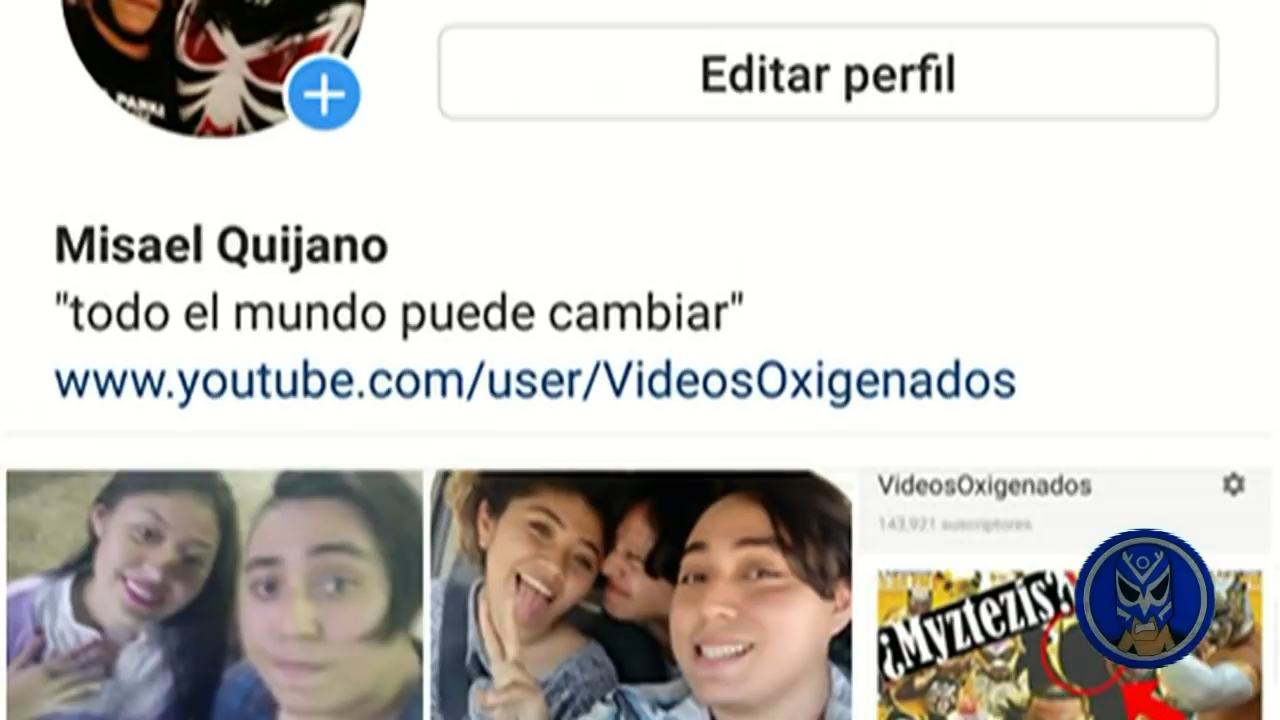 Editar perfil
Misael Quijano
"todo el mundo puede cambiar"
www.youtube.com/user/VideosOxigenados
VideosOxigenados
143,921 suscriptores
¿Myztezis?